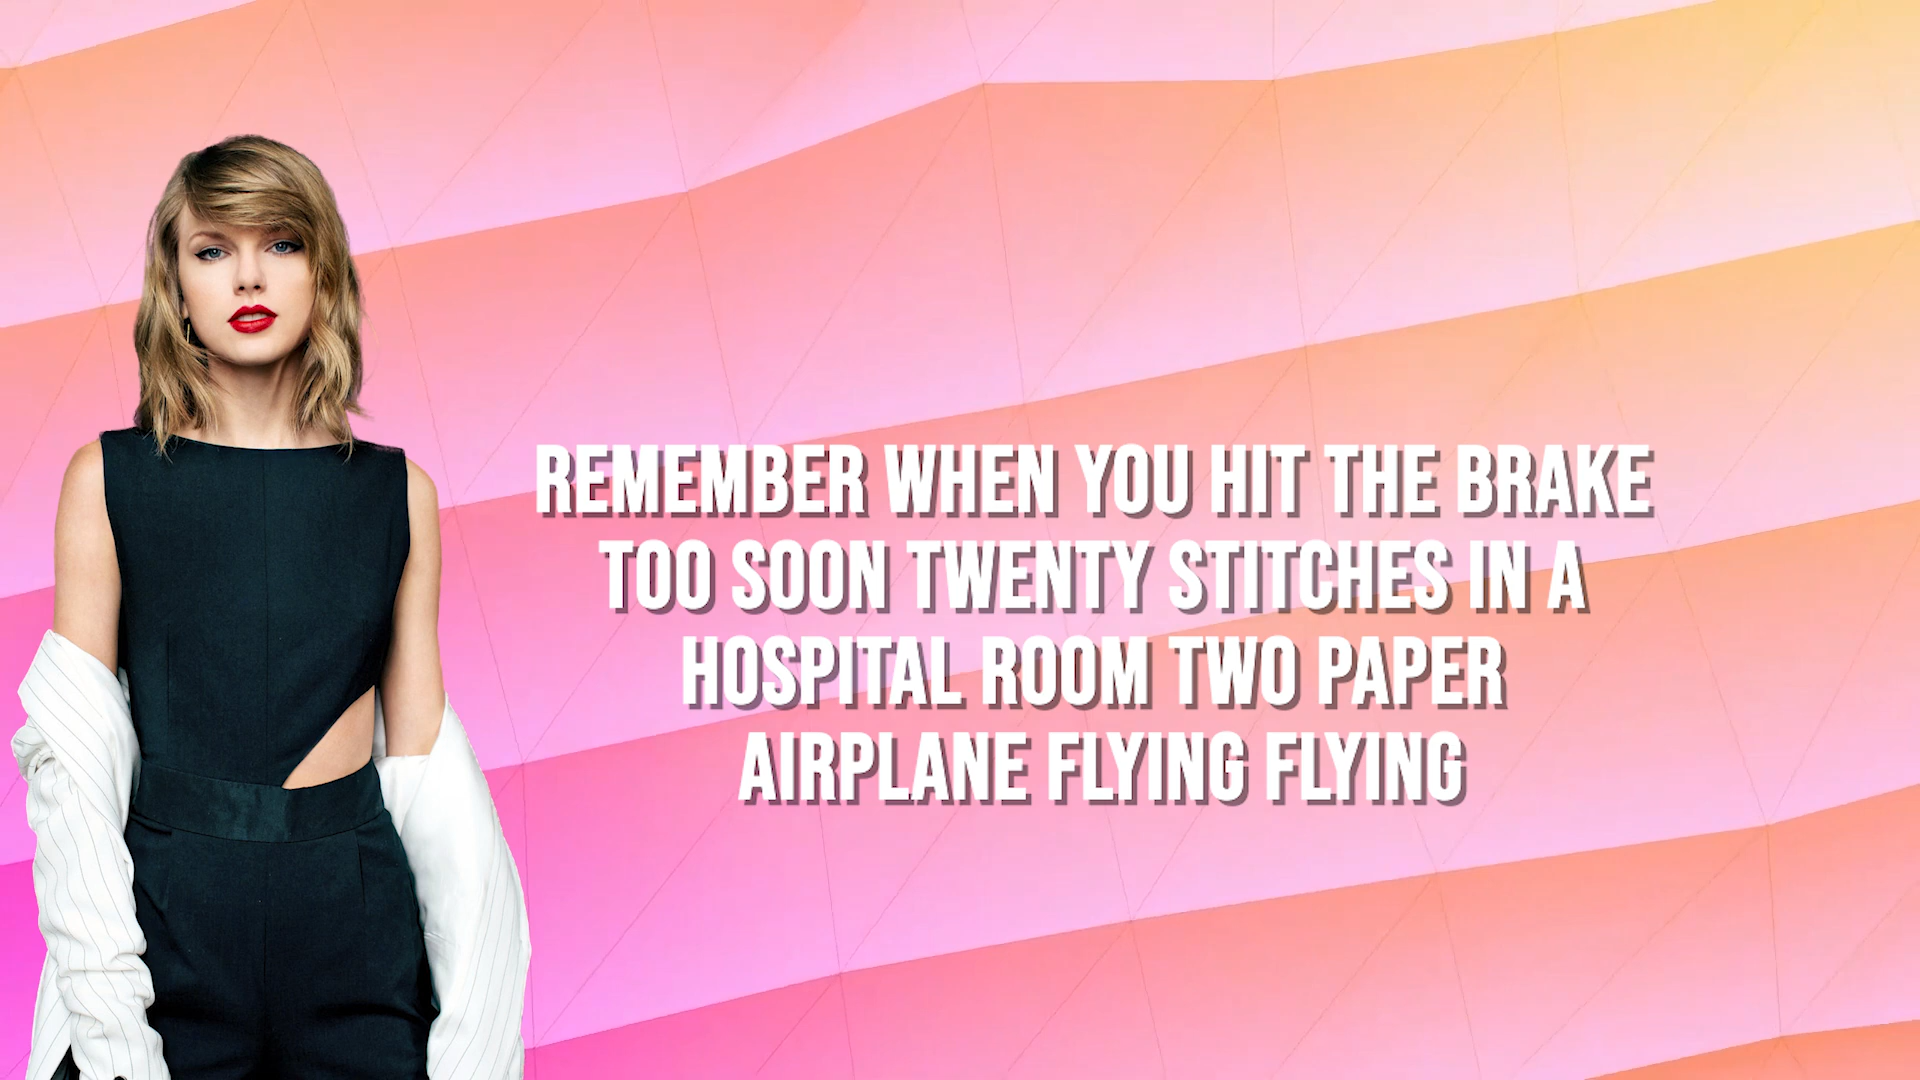 REMEMBER WHEN YOU HIT THE BRAKE
TOO SOON TWENTY STITCHES IN A
HOSPITAL ROOM TWO PAPER
AIRPLANE FLYING FLYING